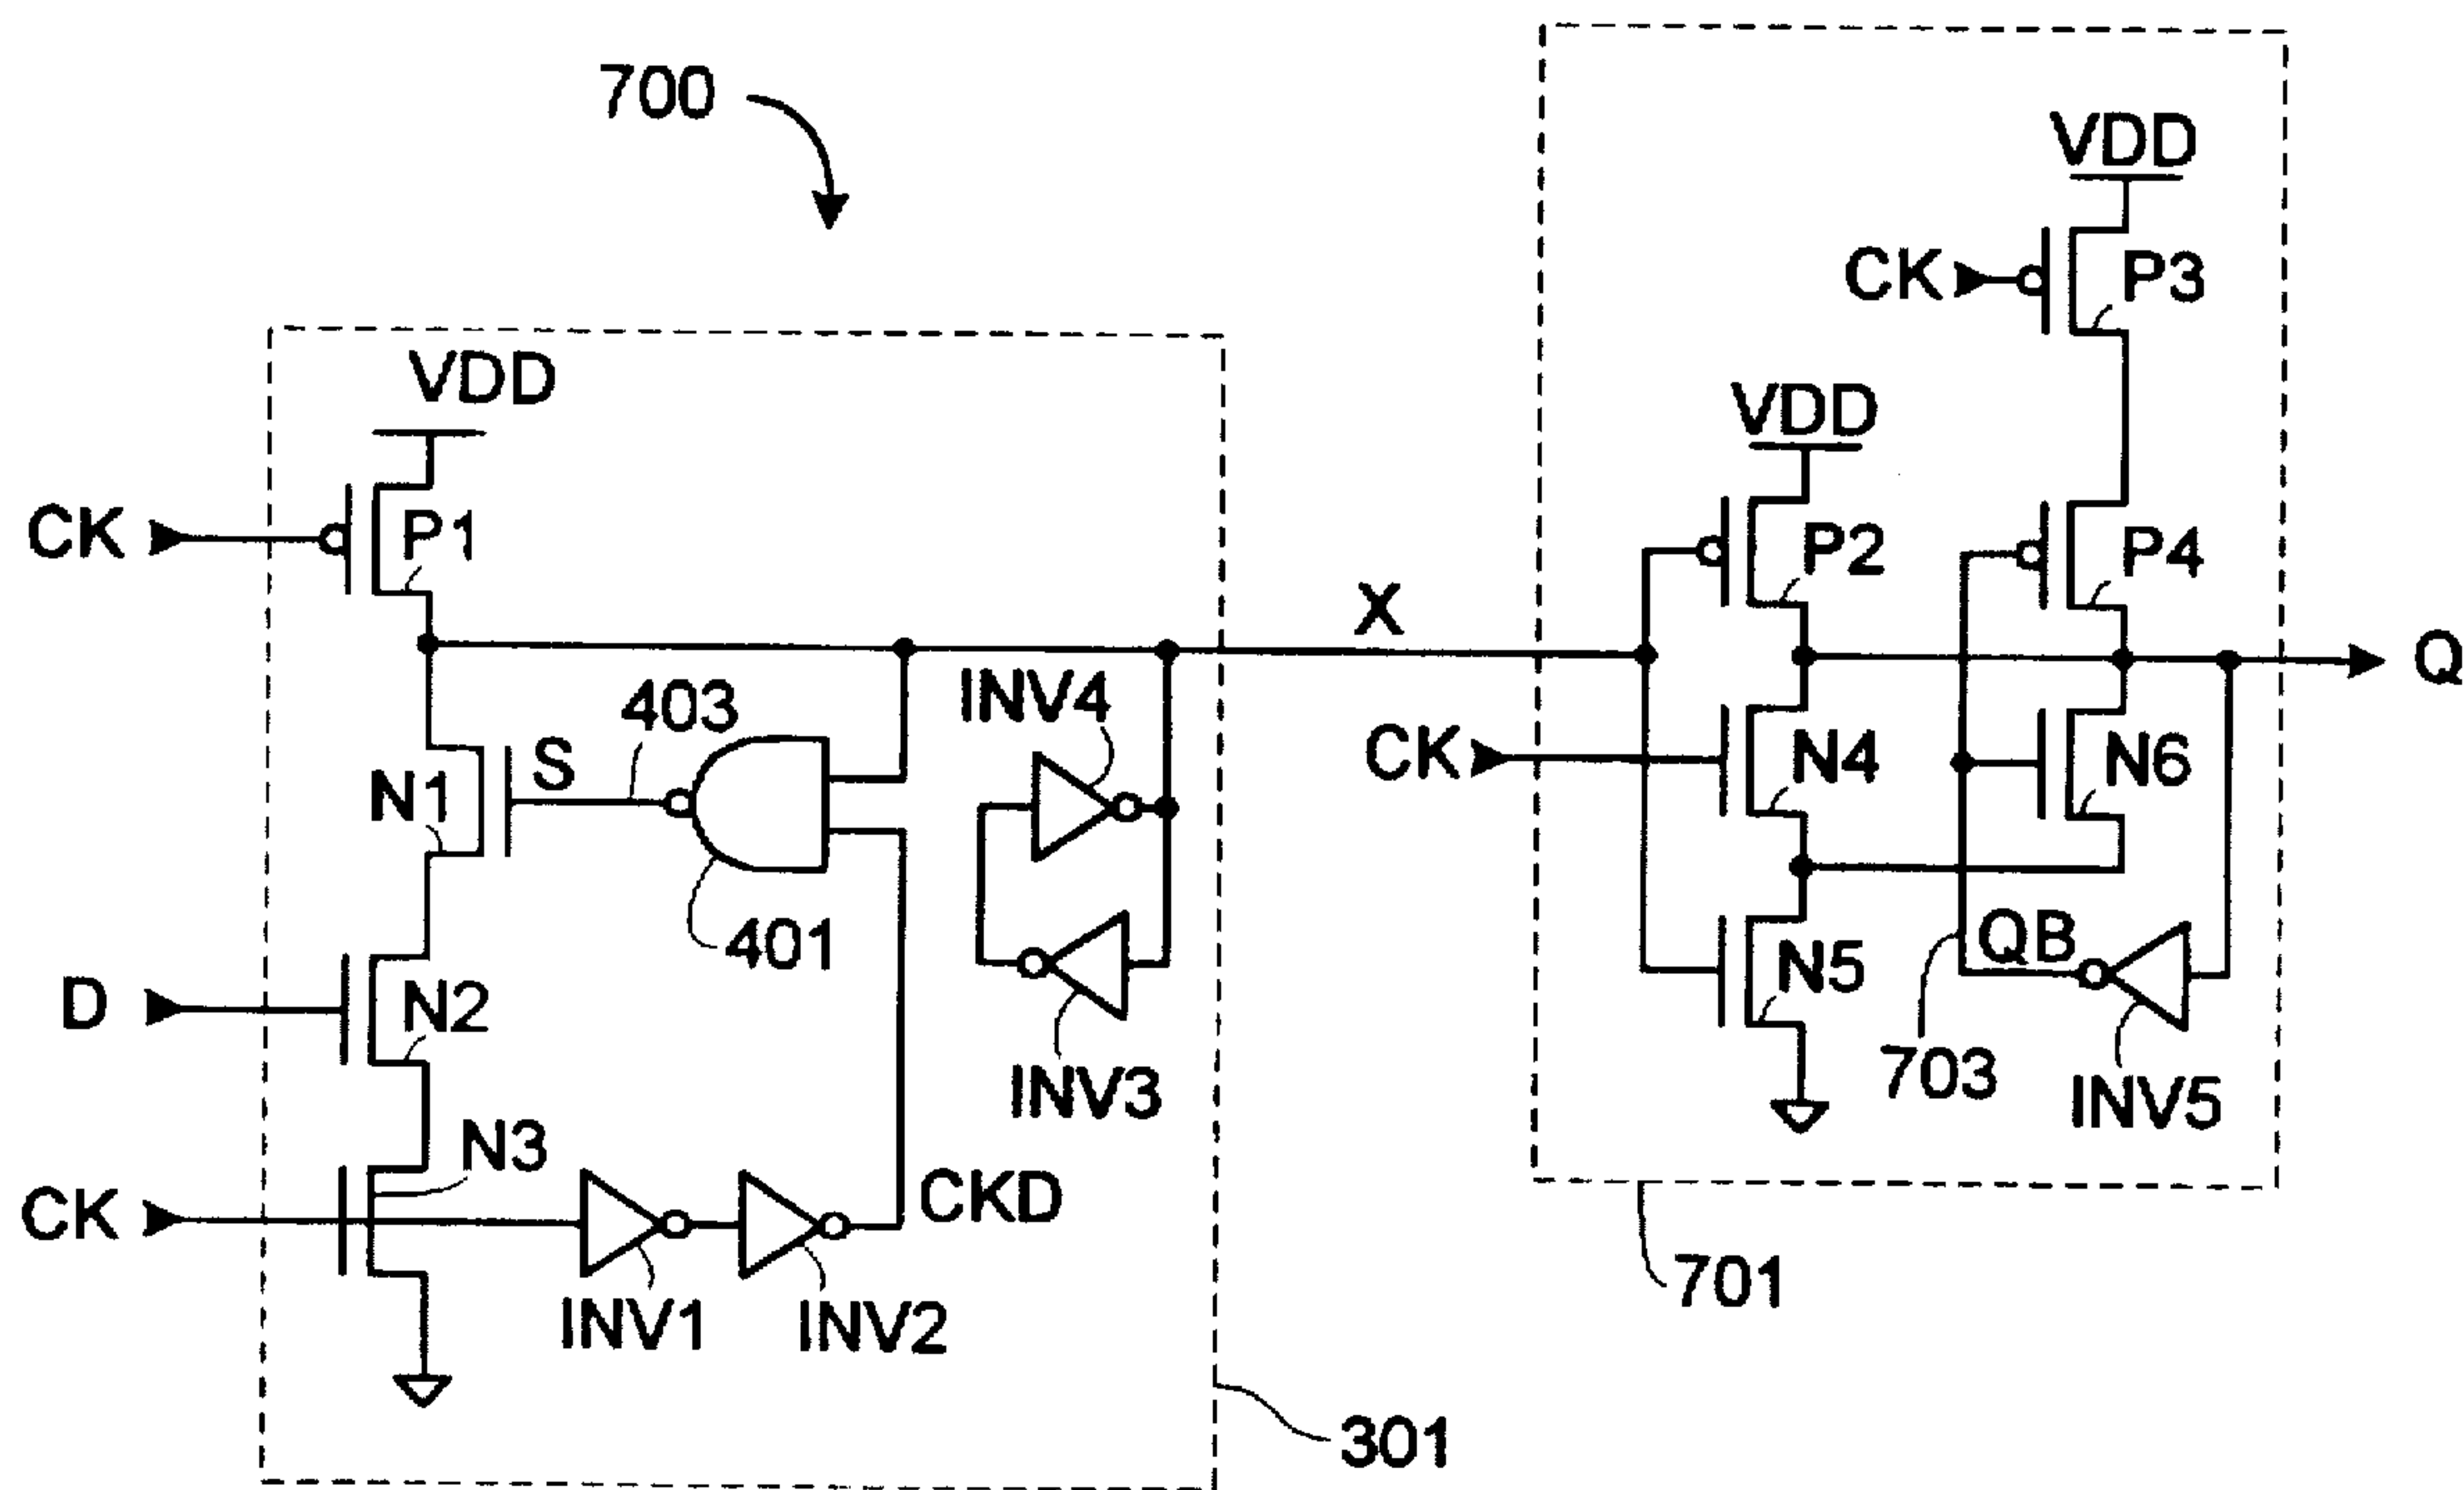 700
VDD
CK
P3
VDD
VDD
CK
P1
P2
P4
X
Q
403
INV4
S
N1
CK
N4
N6
401
D
N2
QB
N5
INV3
703
INV5
N3
CK
CKD
INV1
INV2
701
301